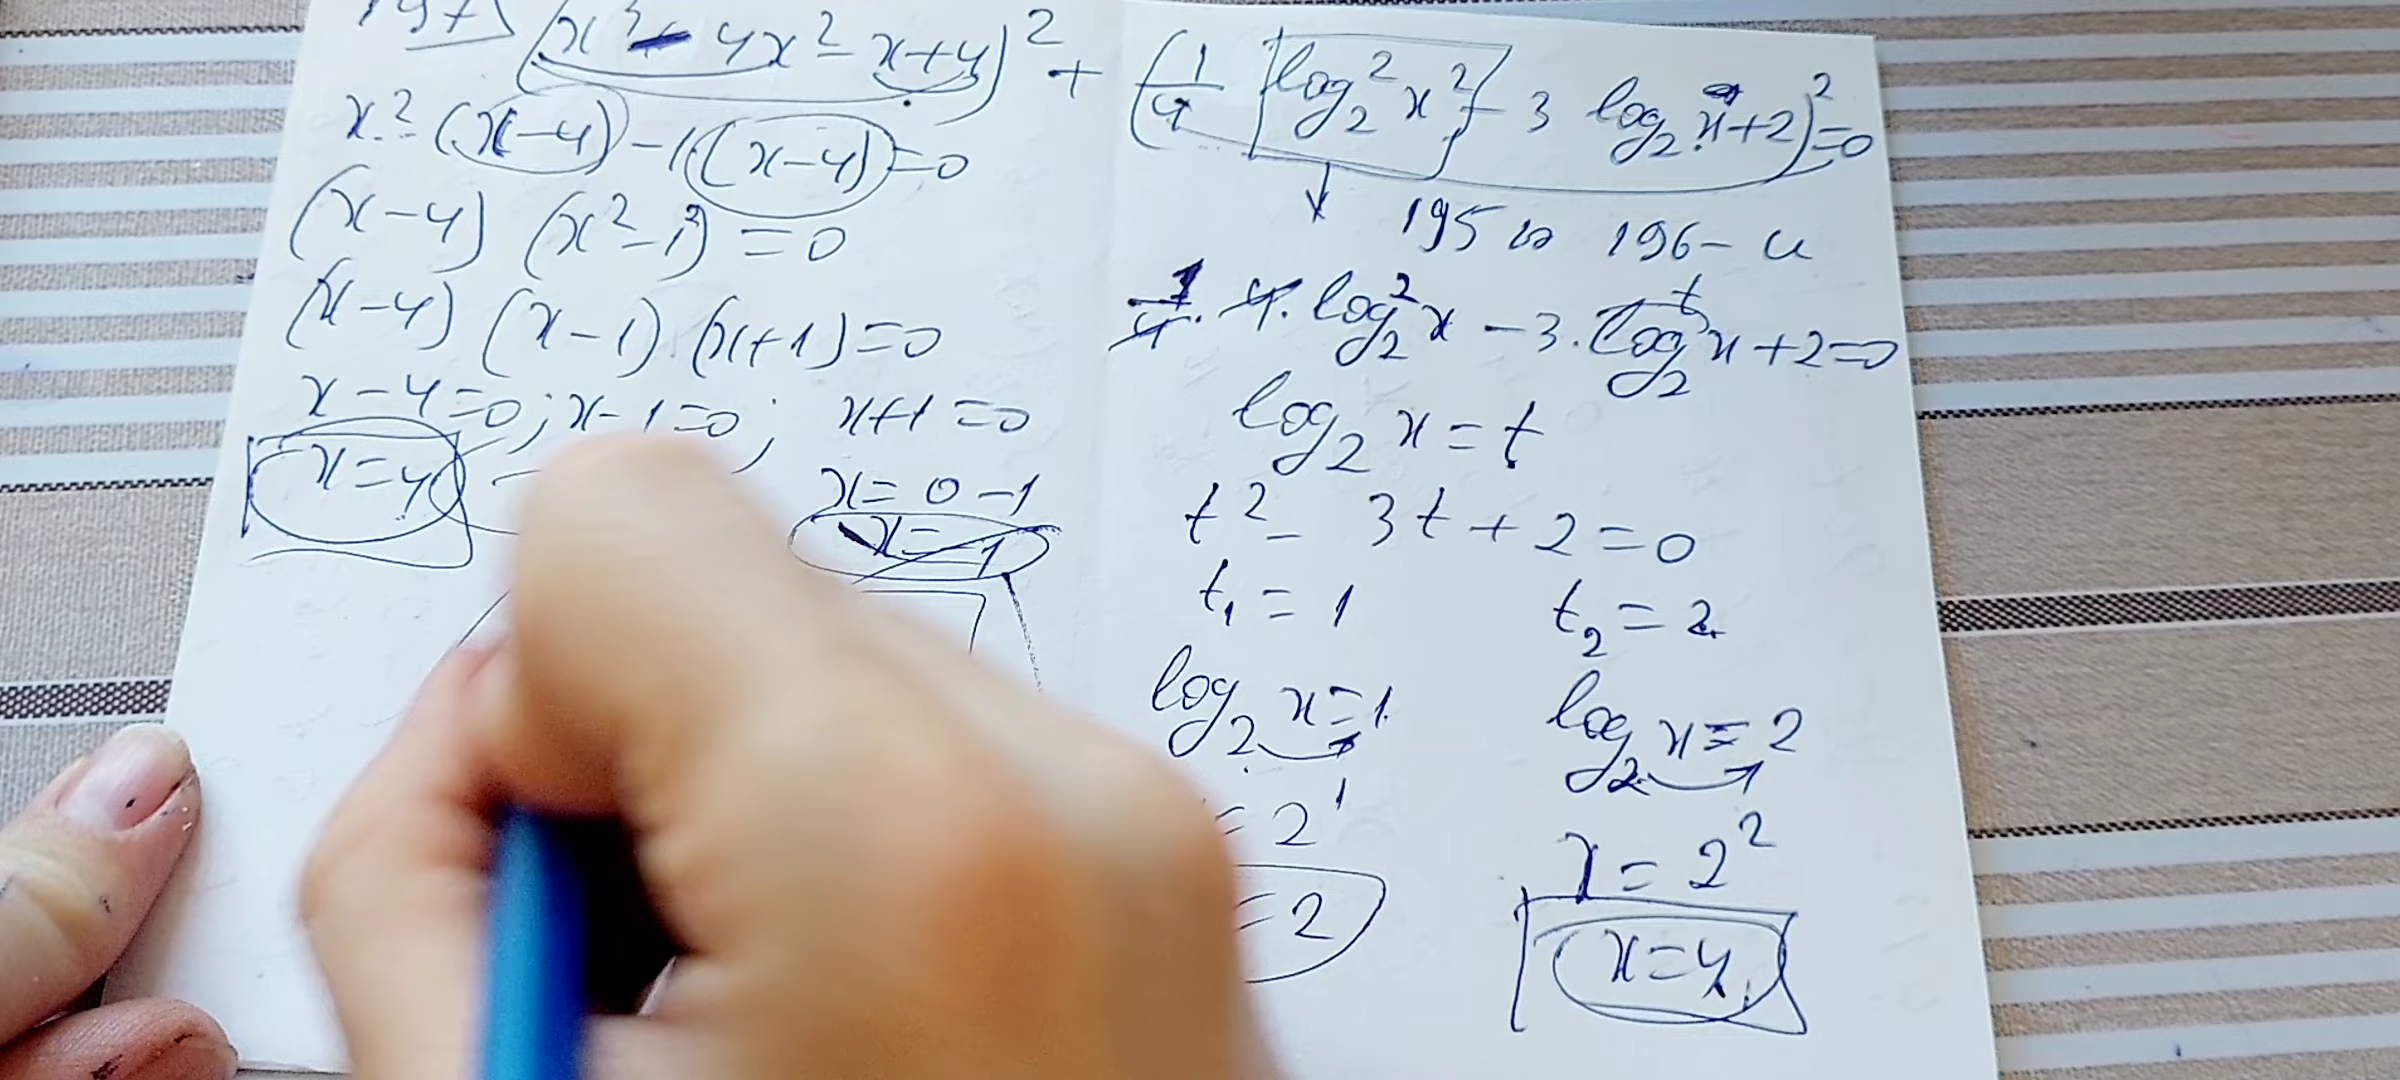 (x³ - 4x² - x + 4)² + (1/4 log₂² x² - 3 log₂ x + 2)² = 0
x² (x-4) - 1 (x-4) = 0
(x-4) (x² - 1²) = 0
(x-4) (x-1) · (x+1) = 0
x-4=0; x-1=0; x+1=0
x=4
x = 0-1
x=-1
↓ 195 196 - u
1/4 · 4 · log₂² x - 3 · log₂ x + 2 = 0
t
log₂ x = t
t² - 3t + 2 = 0
t₁ = 1 t₂ = 2
log₂ x = 1 log₂ x = 2
= 2¹ x = 2²
= 2 x = 4